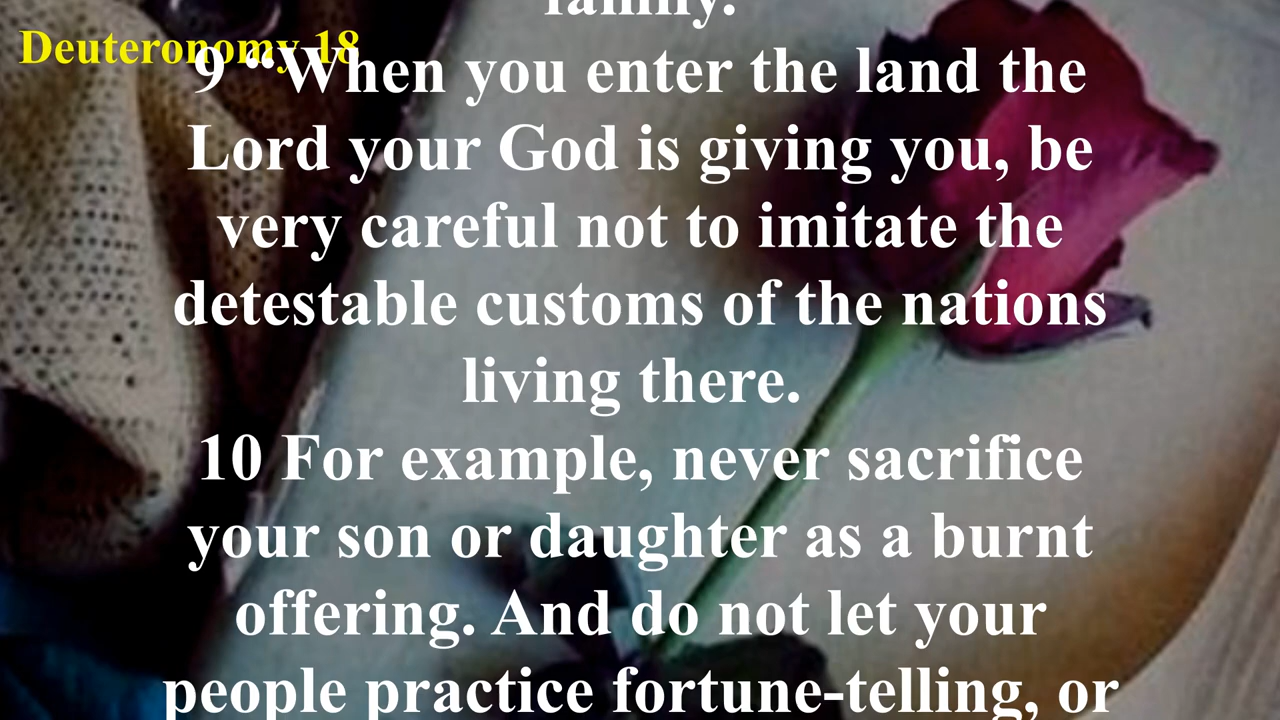 family.
Deuteronomy 18
9 “When you enter the land the
Lord your God is giving you, be
very careful not to imitate the
detestable customs of the nations
living there.
10 For example, never sacrifice
your son or daughter as a burnt
offering. And do not let your
people practice fortune-telling, or